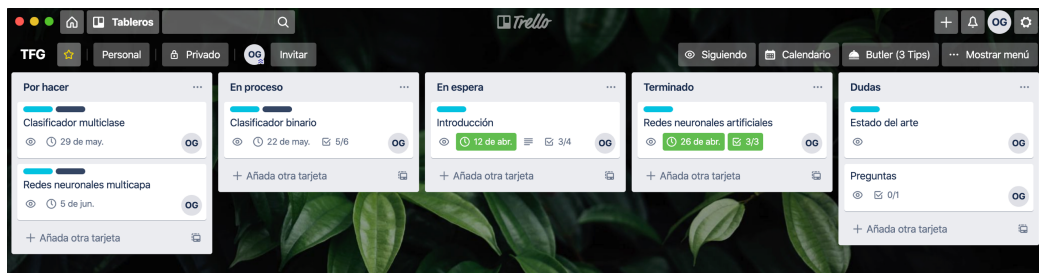 Tableros
Trello
OG
TFG
Personal
Privado
OG
Invitar
Siguiendo
Calendario
Butler (3 Tips)
... Mostrar menú
Por hacer ...
Clasificador multiclase
29 de may.
OG
Redes neuronales multicapa
5 de jun.
OG
+ Añada otra tarjeta
En proceso ...
Clasificador binario
22 de may. 5/6
OG
+ Añada otra tarjeta
En espera ...
Introducción
12 de abr. 3/4
OG
+ Añada otra tarjeta
Terminado ...
Redes neuronales artificiales
26 de abr. 3/3
OG
+ Añada otra tarjeta
Dudas ...
Estado del arte
OG
Preguntas
0/1
OG
+ Añada otra tarjeta